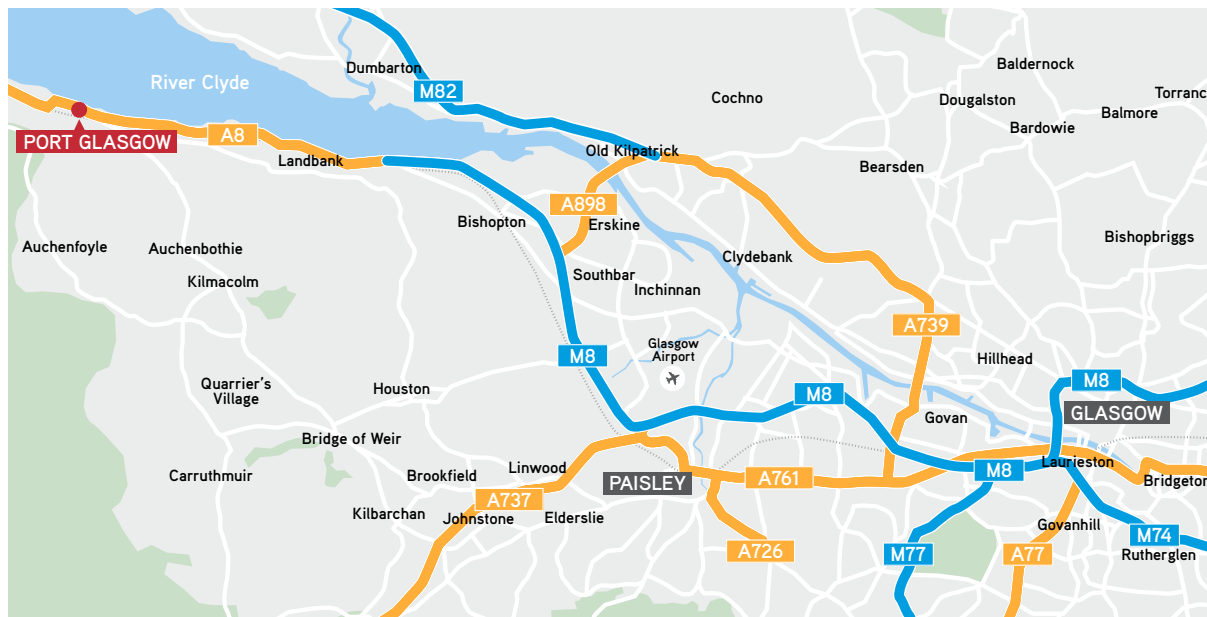 Baldernock
Dumbarton
River Clyde
M82
Cochno
Dougalston
Torranc
Balmore
Bardowie
PORT GLASGOW
A8
Landbank
Old Kilpatrick
Bearsden
A898
Bishopton
Erskine
Auchenfoyle
Auchenbothie
Bishopbriggs
Clydebank
Kilmacolm
Southbar
Inchinnan
A739
Glasgow
Airport
M8
Hillhead
Quarrier's
Village
Houston
M8
M8
Govan
GLASGOW
Bridge of Weir
Laurieston
Carruthmuir
Brookfield
Linwood
PAISLEY
A761
M8
Bridgeton
A737
Kilbarchan
Johnstone
Elderslie
Govanhill
M74
A726
M77
A77
Rutherglen